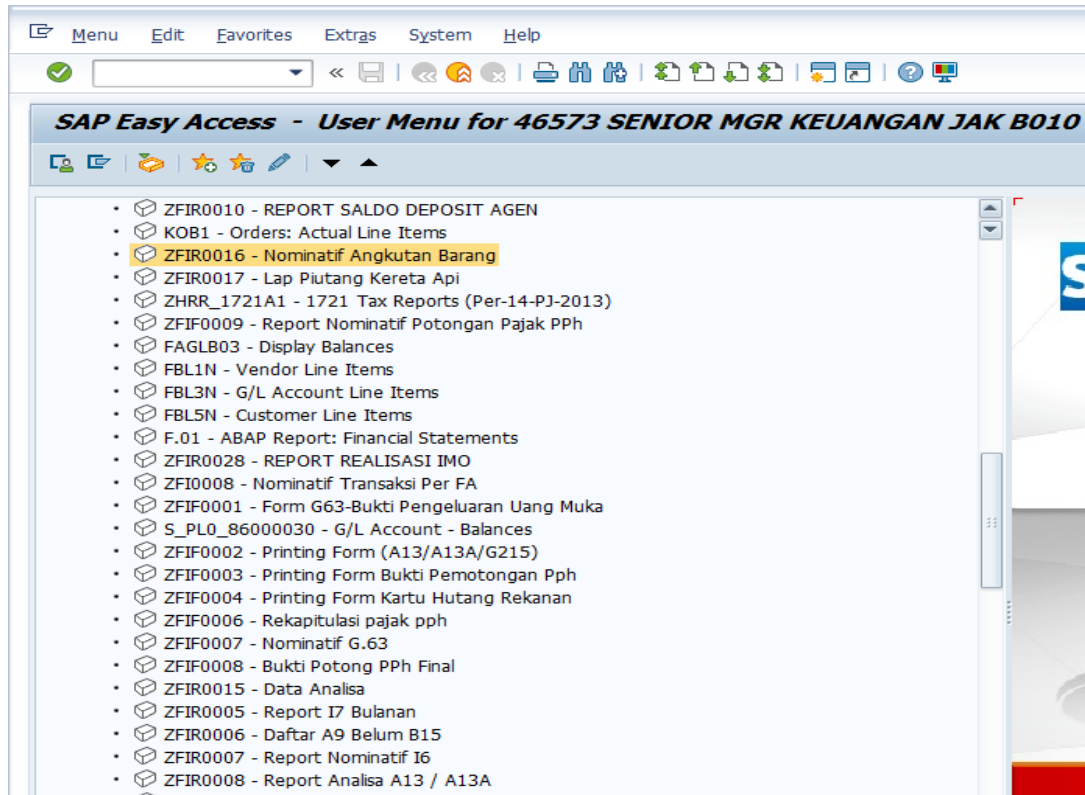 Menu Edit Favorites Extras System Help
SAP Easy Access - User Menu for 46573 SENIOR MGR KEUANGAN JAK B010
ZFIR0010 - REPORT SALDO DEPOSIT AGEN
KOB1 - Orders: Actual Line Items
ZFIR0016 - Nominatif Angkutan Barang
ZFIR0017 - Lap Piutang Kereta Api
ZHRR_1721A1 - 1721 Tax Reports (Per-14-PJ-2013)
ZFIF0009 - Report Nominatif Potongan Pajak PPh
FAGLB03 - Display Balances
FBL1N - Vendor Line Items
FBL3N - G/L Account Line Items
FBL5N - Customer Line Items
F.01 - ABAP Report: Financial Statements
ZFIR0028 - REPORT REALISASI IMO
ZFI0008 - Nominatif Transaksi Per FA
ZFIF0001 - Form G63-Bukti Pengeluaran Uang Muka
S_PL0_86000030 - G/L Account - Balances
ZFIF0002 - Printing Form (A13/A13A/G215)
ZFIF0003 - Printing Form Bukti Pemotongan Pph
ZFIF0004 - Printing Form Kartu Hutang Rekanan
ZFIF0006 - Rekapitulasi pajak pph
ZFIF0007 - Nominatif G.63
ZFIF0008 - Bukti Potong PPh Final
ZFIR0015 - Data Analisa
ZFIR0005 - Report I7 Bulanan
ZFIR0006 - Daftar A9 Belum B15
ZFIR0007 - Report Nominatif I6
ZFIR0008 - Report Analisa A13 / A13A